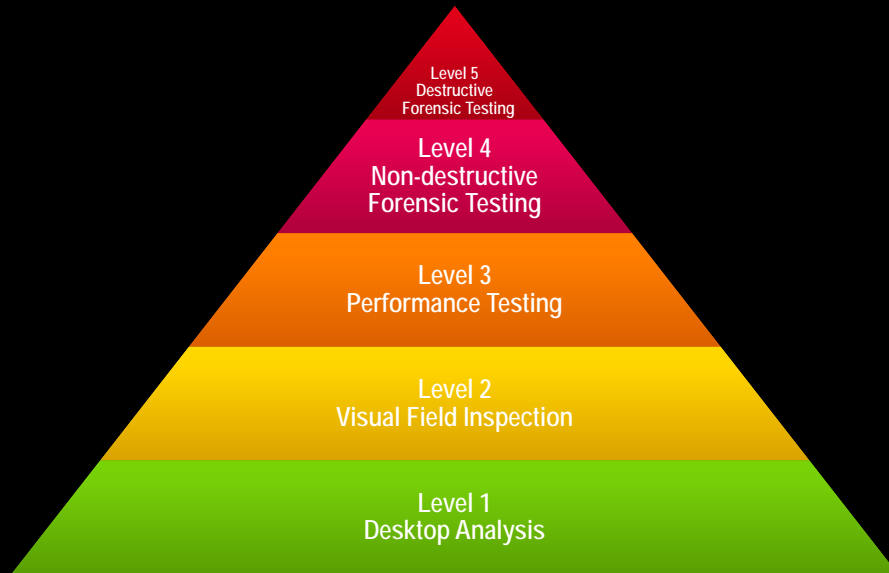 Level 5
Destructive
Forensic Testing
Level 4
Non-destructive
Forensic Testing
Level 3
Performance Testing
Level 2
Visual Field Inspection
Level 1
Desktop Analysis